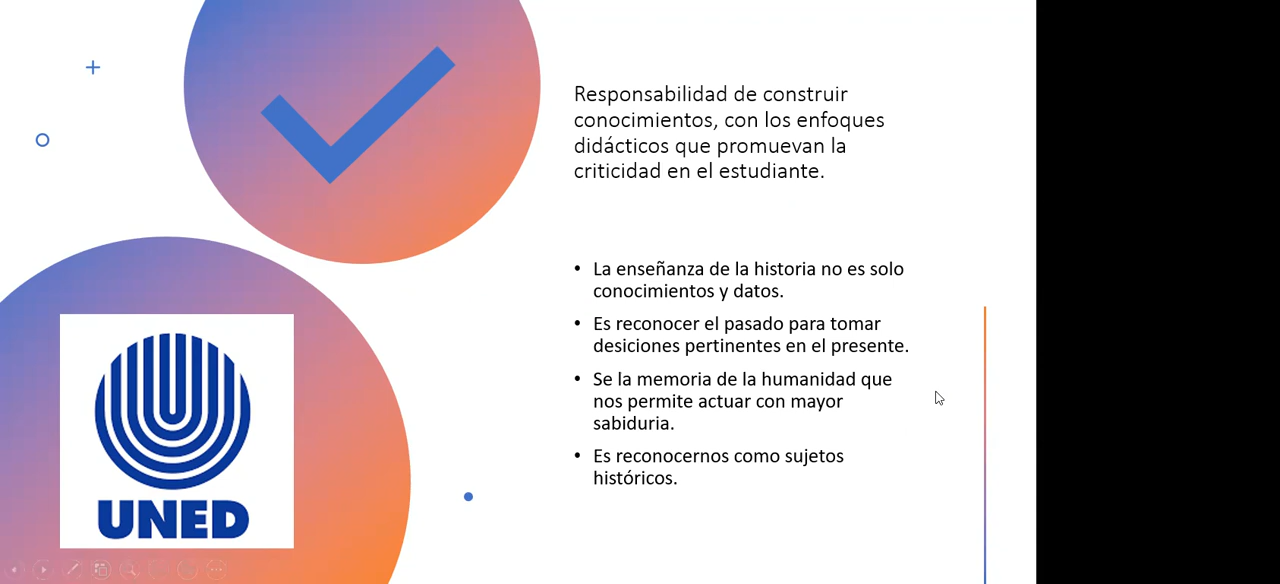 Responsabilidad de construir
conocimientos, con los enfoques
didácticos que promuevan la
criticidad en el estudiante.
• La enseñanza de la historia no es solo
conocimientos y datos.
• Es reconocer el pasado para tomar
desiciones pertinentes en el presente.
• Se la memoria de la humanidad que
nos permite actuar con mayor
sabiduria.
• Es reconocernos como sujetos
históricos.
UNED